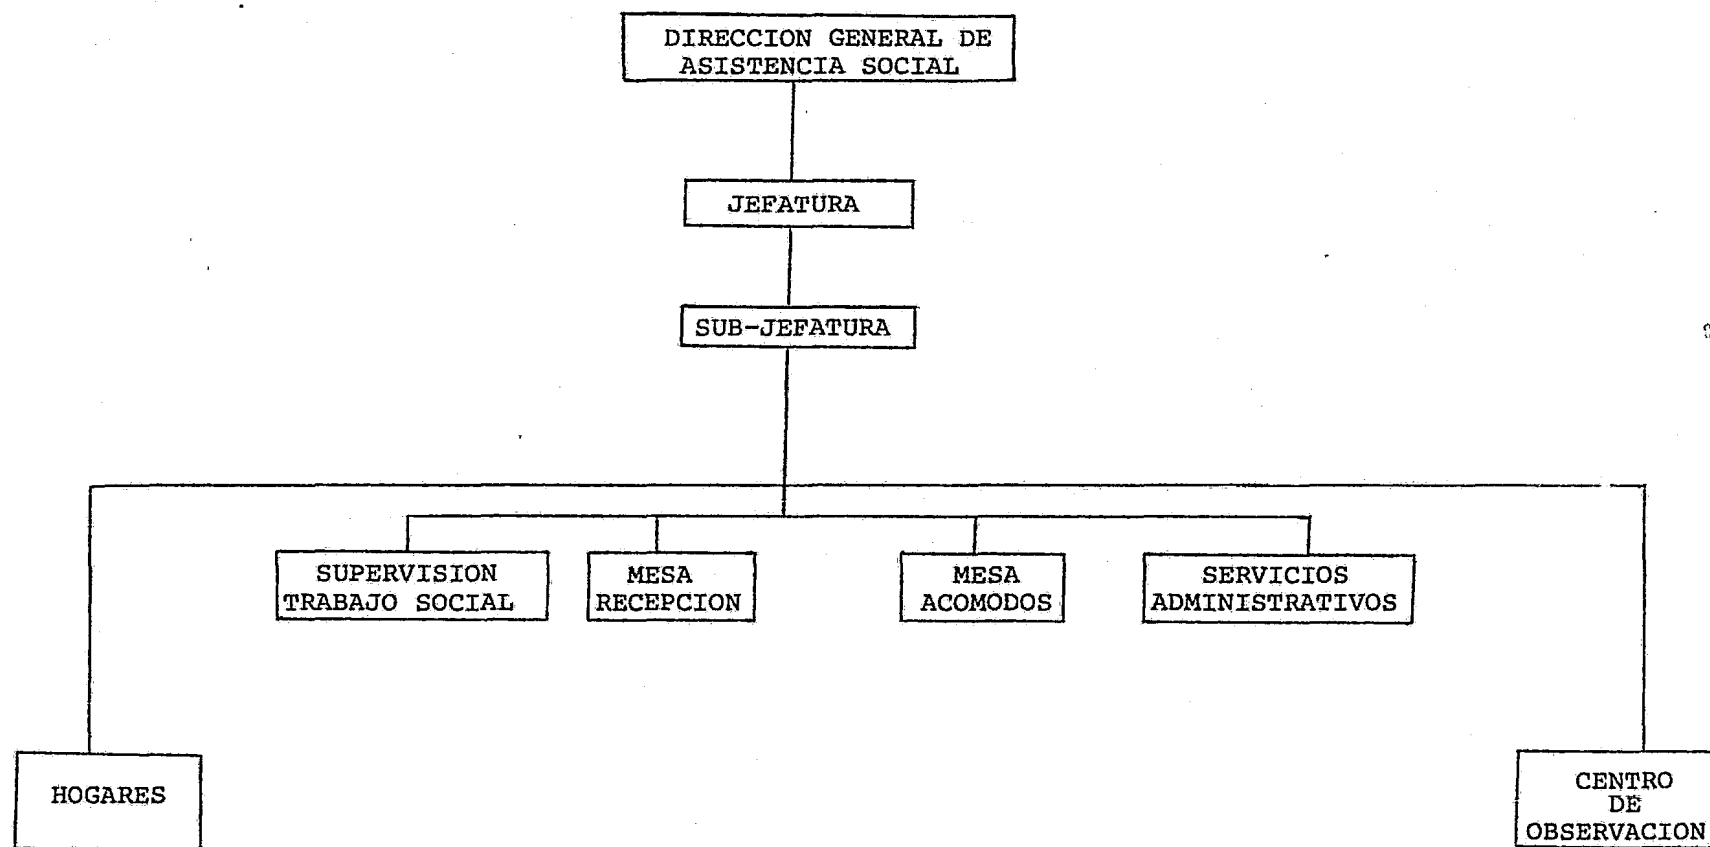 DIRECCION GENERAL DE
ASISTENCIA SOCIAL
JEFATURA
SUB-JEFATURA
SUPERVISION
TRABAJO SOCIAL
MESA
RECEPCION
MESA
ACOMODOS
SERVICIOS
ADMINISTRATIVOS
HOGARES
CENTRO
DE
OBSERVACION